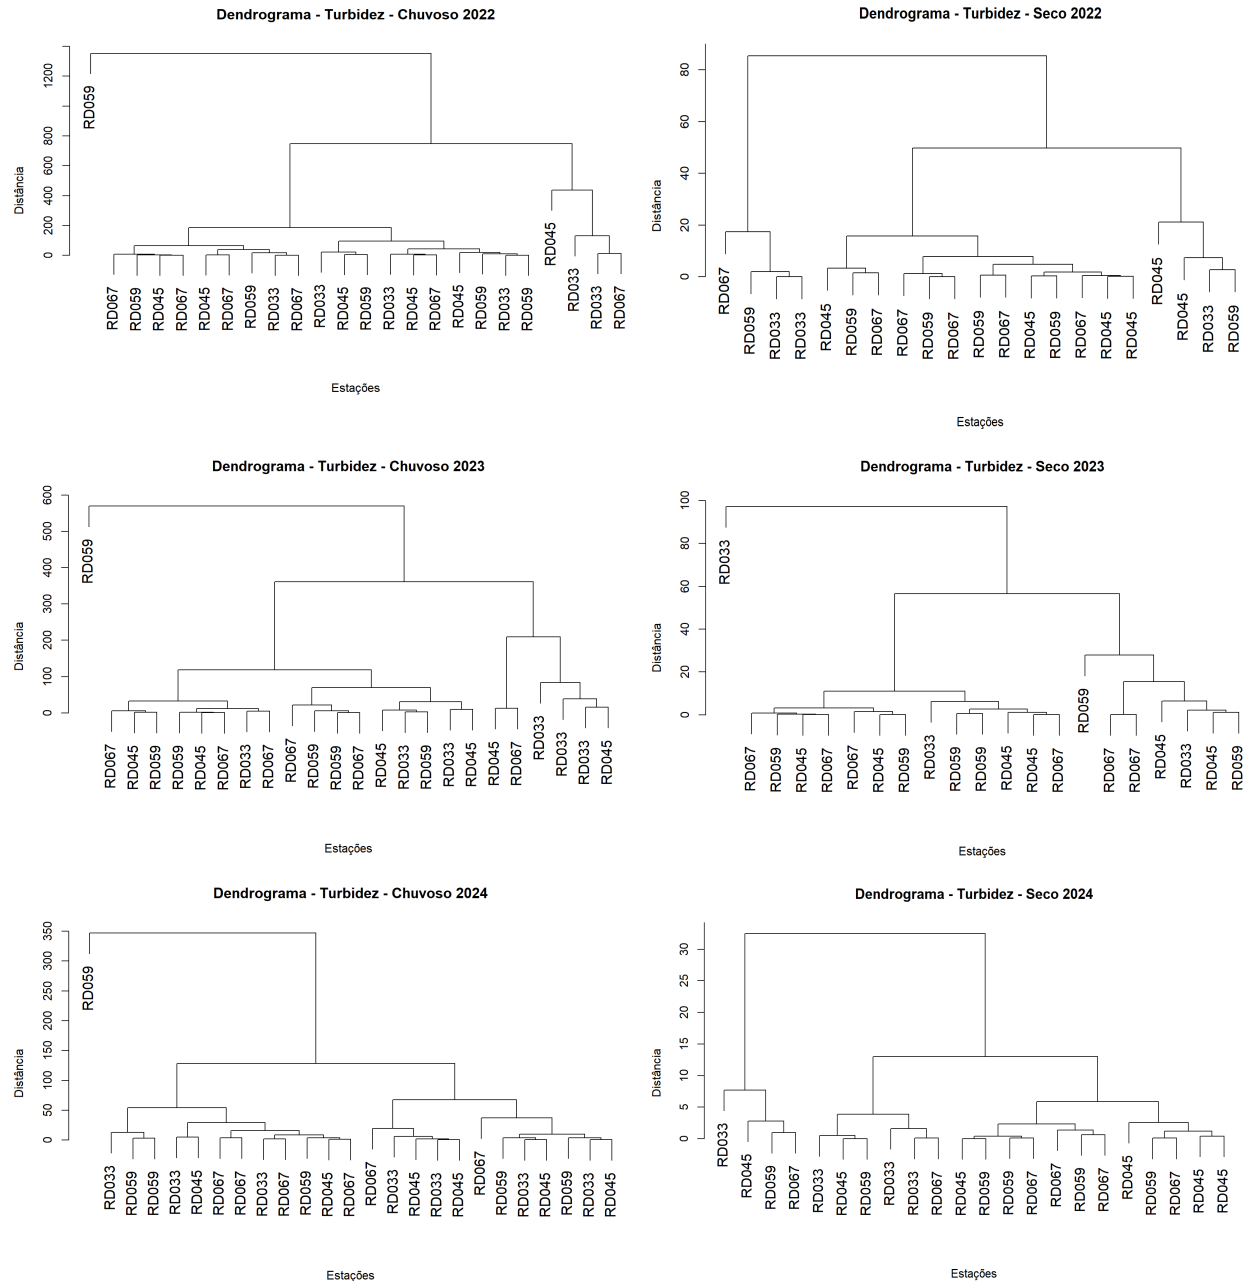 Dendrograma - Turbidez - Chuvoso 2022
Distância
0 200 400 600 800 1200
RD059 RD067 RD059 RD045 RD067 RD045 RD067 RD059 RD033 RD067 RD033 RD045 RD059 RD033 RD045 RD067 RD045 RD059 RD033 RD059 RD045 RD033 RD033 RD067
Estações
Dendrograma - Turbidez - Seco 2022
Distância
0 20 40 60 80
RD067 RD059 RD033 RD033 RD045 RD059 RD067 RD067 RD059 RD067 RD059 RD067 RD045 RD059 RD067 RD045 RD045 RD045 RD045 RD033 RD059
Estações
Dendrograma - Turbidez - Chuvoso 2023
Distância
0 100 200 300 400 500 600
RD059 RD067 RD045 RD059 RD059 RD045 RD067 RD033 RD067 RD067 RD059 RD059 RD067 RD045 RD033 RD059 RD033 RD045 RD045 RD067 RD033 RD033 RD033 RD045
Estações
Dendrograma - Turbidez - Seco 2023
Distância
0 20 40 60 80 100
RD033 RD067 RD059 RD045 RD067 RD067 RD045 RD059 RD033 RD059 RD059 RD045 RD045 RD067 RD059 RD067 RD067 RD045 RD033 RD045 RD059
Estações
Dendrograma - Turbidez - Chuvoso 2024
Distância
0 50 100 150 200 250 300 350
RD059 RD033 RD059 RD059 RD033 RD045 RD067 RD067 RD033 RD067 RD059 RD045 RD067 RD067 RD033 RD045 RD033 RD045 RD067 RD059 RD033 RD045 RD059 RD033 RD045
Estações
Dendrograma - Turbidez - Seco 2024
Distância
0 5 10 15 20 25 30
RD033 RD045 RD059 RD067 RD033 RD045 RD059 RD033 RD033 RD067 RD045 RD059 RD059 RD067 RD067 RD059 RD067 RD045 RD059 RD067 RD045 RD045
Estações